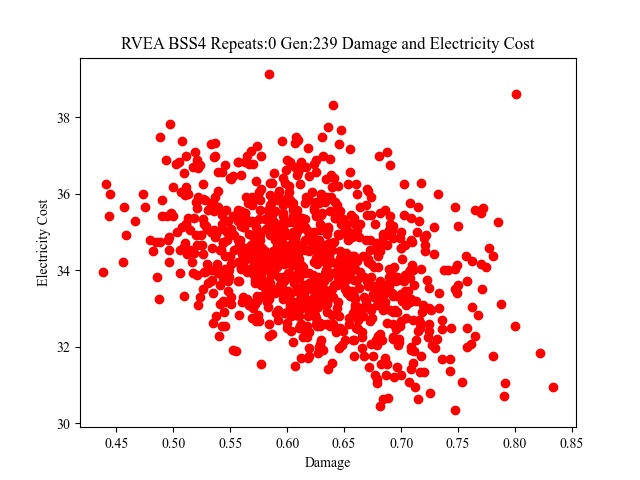 RVEA BSS4 Repeats:0 Gen:239 Damage and Electricity Cost
38
36
34
32
30
Electricity Cost
0.45 0.50 0.55 0.60 0.65 0.70 0.75 0.80 0.85
Damage